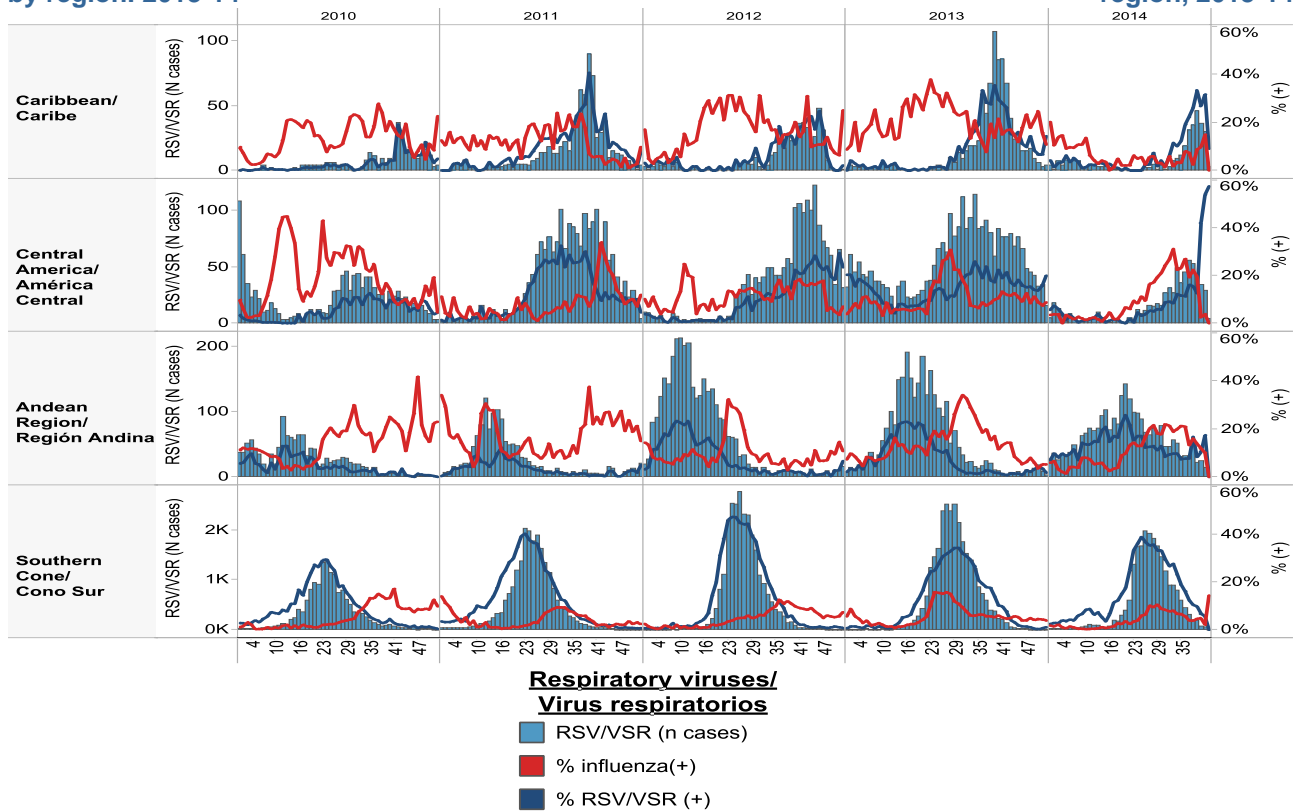 2010 2011 2012 2013 2014
Caribbean/
Caribe
RSV/VSR (N cases)
100
50
0
60%
40%
20%
0%
% (+)
Central
America/
América
Central
RSV/VSR (N cases)
100
50
0
60%
40%
20%
0%
% (+)
Andean
Region/
Región Andina
RSV/VSR (N cases)
200
100
0
60%
40%
20%
0%
% (+)
Southern
Cone/
Cono Sur
RSV/VSR (N cases)
2K
1K
0K
60%
40%
20%
0%
% (+)
4 10 16 23 29 35 41 47 4 10 16 23 29 35 41 47 4 10 16 23 29 35 41 47 4 10 16 23 29 35 41 47 4 10 16 23 29 35
Respiratory viruses/
Virus respiratorios
RSV/VSR (n cases)
% influenza(+)
% RSV/VSR (+)